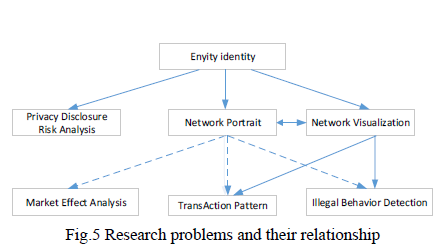 Enyity identity
Privacy Disclosure
Risk Analysis
Network Portrait
Network Visualization
Market Effect Analysis
TransAction Pattern
Illegal Behavior Detection
Fig.5 Research problems and their relationship